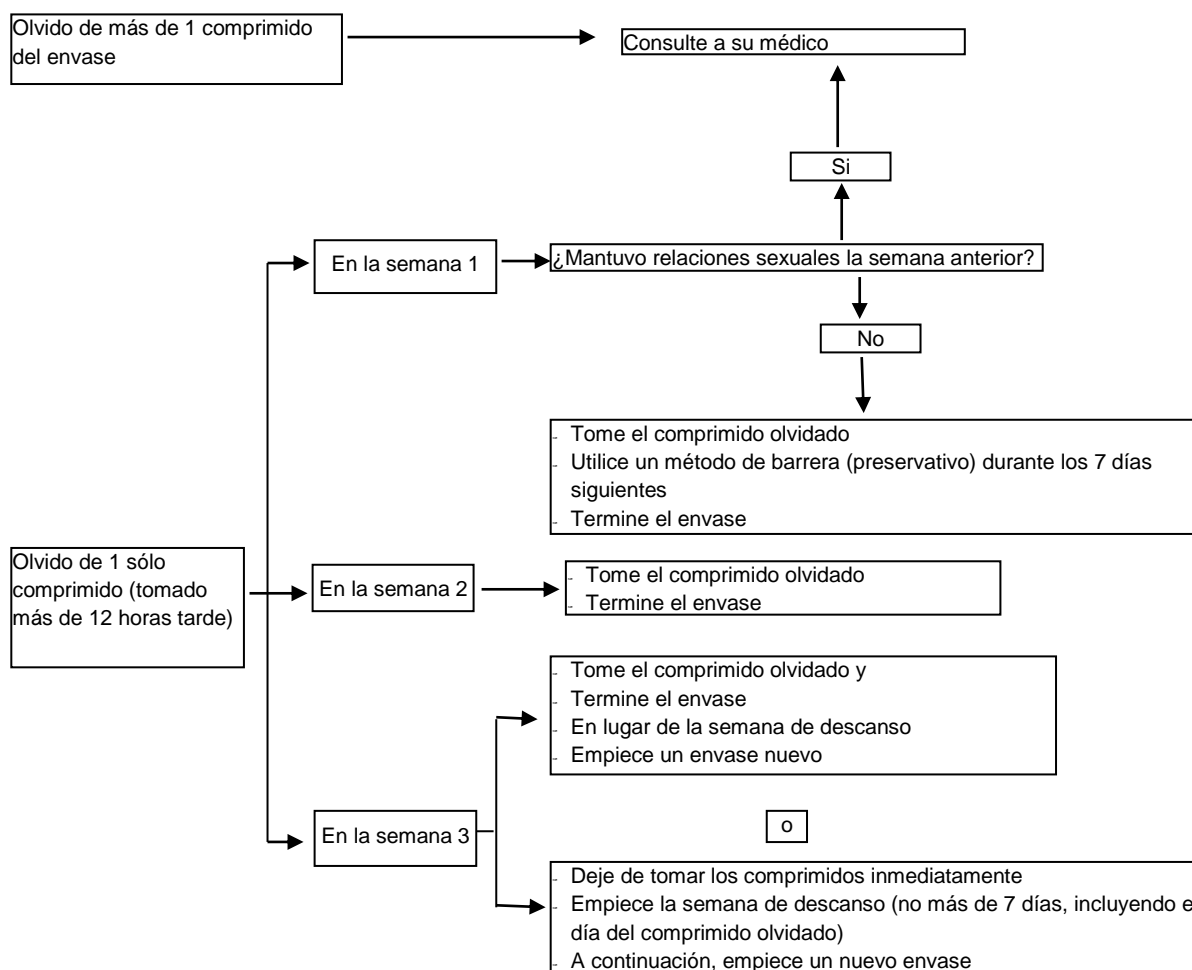 Olvido de más de 1 comprimido
del envase
Consulte a su médico
Si
En la semana 1
¿Mantuvo relaciones sexuales la semana anterior?
No
- Tome el comprimido olvidado
- Utilice un método de barrera (preservativo) durante los 7 días
siguientes
- Termine el envase
Olvido de 1 sólo
comprimido (tomado
más de 12 horas tarde)
En la semana 2
- Tome el comprimido olvidado
- Termine el envase
- Tome el comprimido olvidado y
- Termine el envase
- En lugar de la semana de descanso
- Empiece un envase nuevo
En la semana 3
o
- Deje de tomar los comprimidos inmediatamente
- Empiece la semana de descanso (no más de 7 días, incluyendo e
día del comprimido olvidado)
- A continuación, empiece un nuevo envase